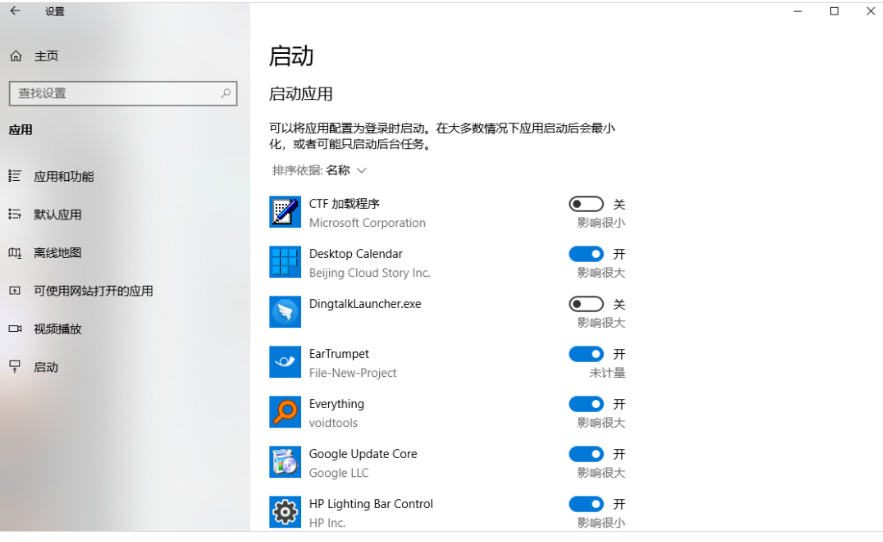 设置
主页
查找设置
应用
应用和功能
默认应用
离线地图
可使用网站打开的应用
视频播放
启动
启动
启动应用
可以将应用配置为登录时启动。在大多数情况下应用启动后会最小
化，或者可能只启动后台任务。
排序依据: 名称
CTF 加载程序
关
Microsoft Corporation
影响很小
Desktop Calendar
开
Beijing Cloud Story Inc.
影响很大
DingtalkLauncher.exe
关
影响很大
EarTrumpet
开
File-New-Project
未计量
Everything
开
voidtools
影响很大
Google Update Core
开
Google LLC
影响很大
HP Lighting Bar Control
开
HP Inc.
影响很小